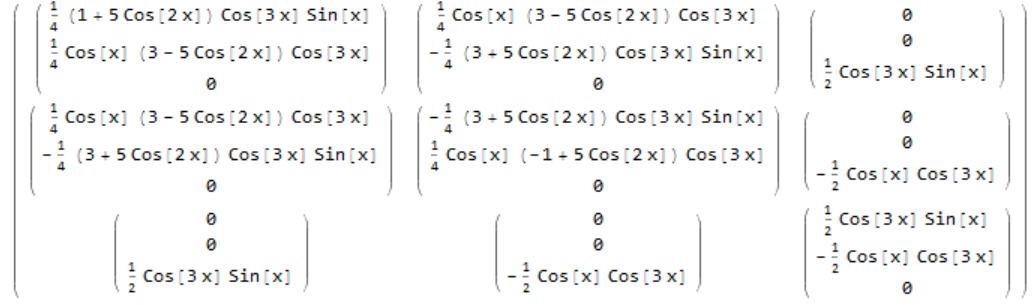 1/4 (1 + 5 Cos[2 x]) Cos[3 x] Sin[x]   1/4 Cos[x] (3 - 5 Cos[2 x]) Cos[3 x]   0
1/4 Cos[x] (3 - 5 Cos[2 x]) Cos[3 x]   -1/4 (3 + 5 Cos[2 x]) Cos[3 x] Sin[x]   0
0   0   1/2 Cos[3 x] Sin[x]
1/4 Cos[x] (3 - 5 Cos[2 x]) Cos[3 x]   -1/4 (3 + 5 Cos[2 x]) Cos[3 x] Sin[x]   0
-1/4 (3 + 5 Cos[2 x]) Cos[3 x] Sin[x]   1/4 Cos[x] (-1 + 5 Cos[2 x]) Cos[3 x]   0
0   0   -1/2 Cos[x] Cos[3 x]
0   0   1/2 Cos[3 x] Sin[x]
0   0   -1/2 Cos[x] Cos[3 x]
1/2 Cos[3 x] Sin[x]   -1/2 Cos[x] Cos[3 x]   0